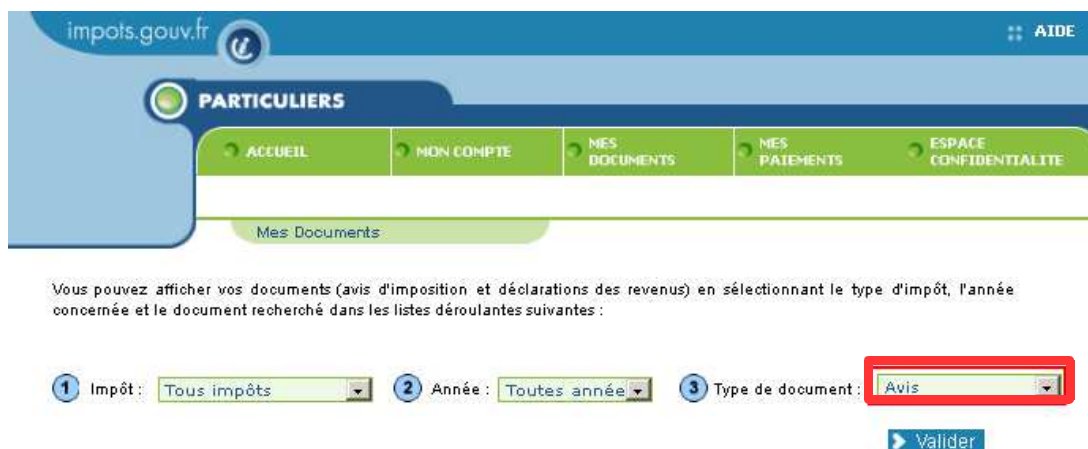 impots.gouv.fr
AIDE
PARTICULIERS
ACCUEIL
MON COMPTE
MES DOCUMENTS
MES PAIEMENTS
ESPACE CONFIDENTIALITE
Mes Documents
Vous pouvez afficher vos documents (avis d'imposition et déclarations des revenus) en sélectionnant le type d'impôt, l'année
concernée et le document recherché dans les listes déroulantes suivantes :
1 Impôt : Tous impôts 2 Année : Toutes année 3 Type de document : Avis
Valider